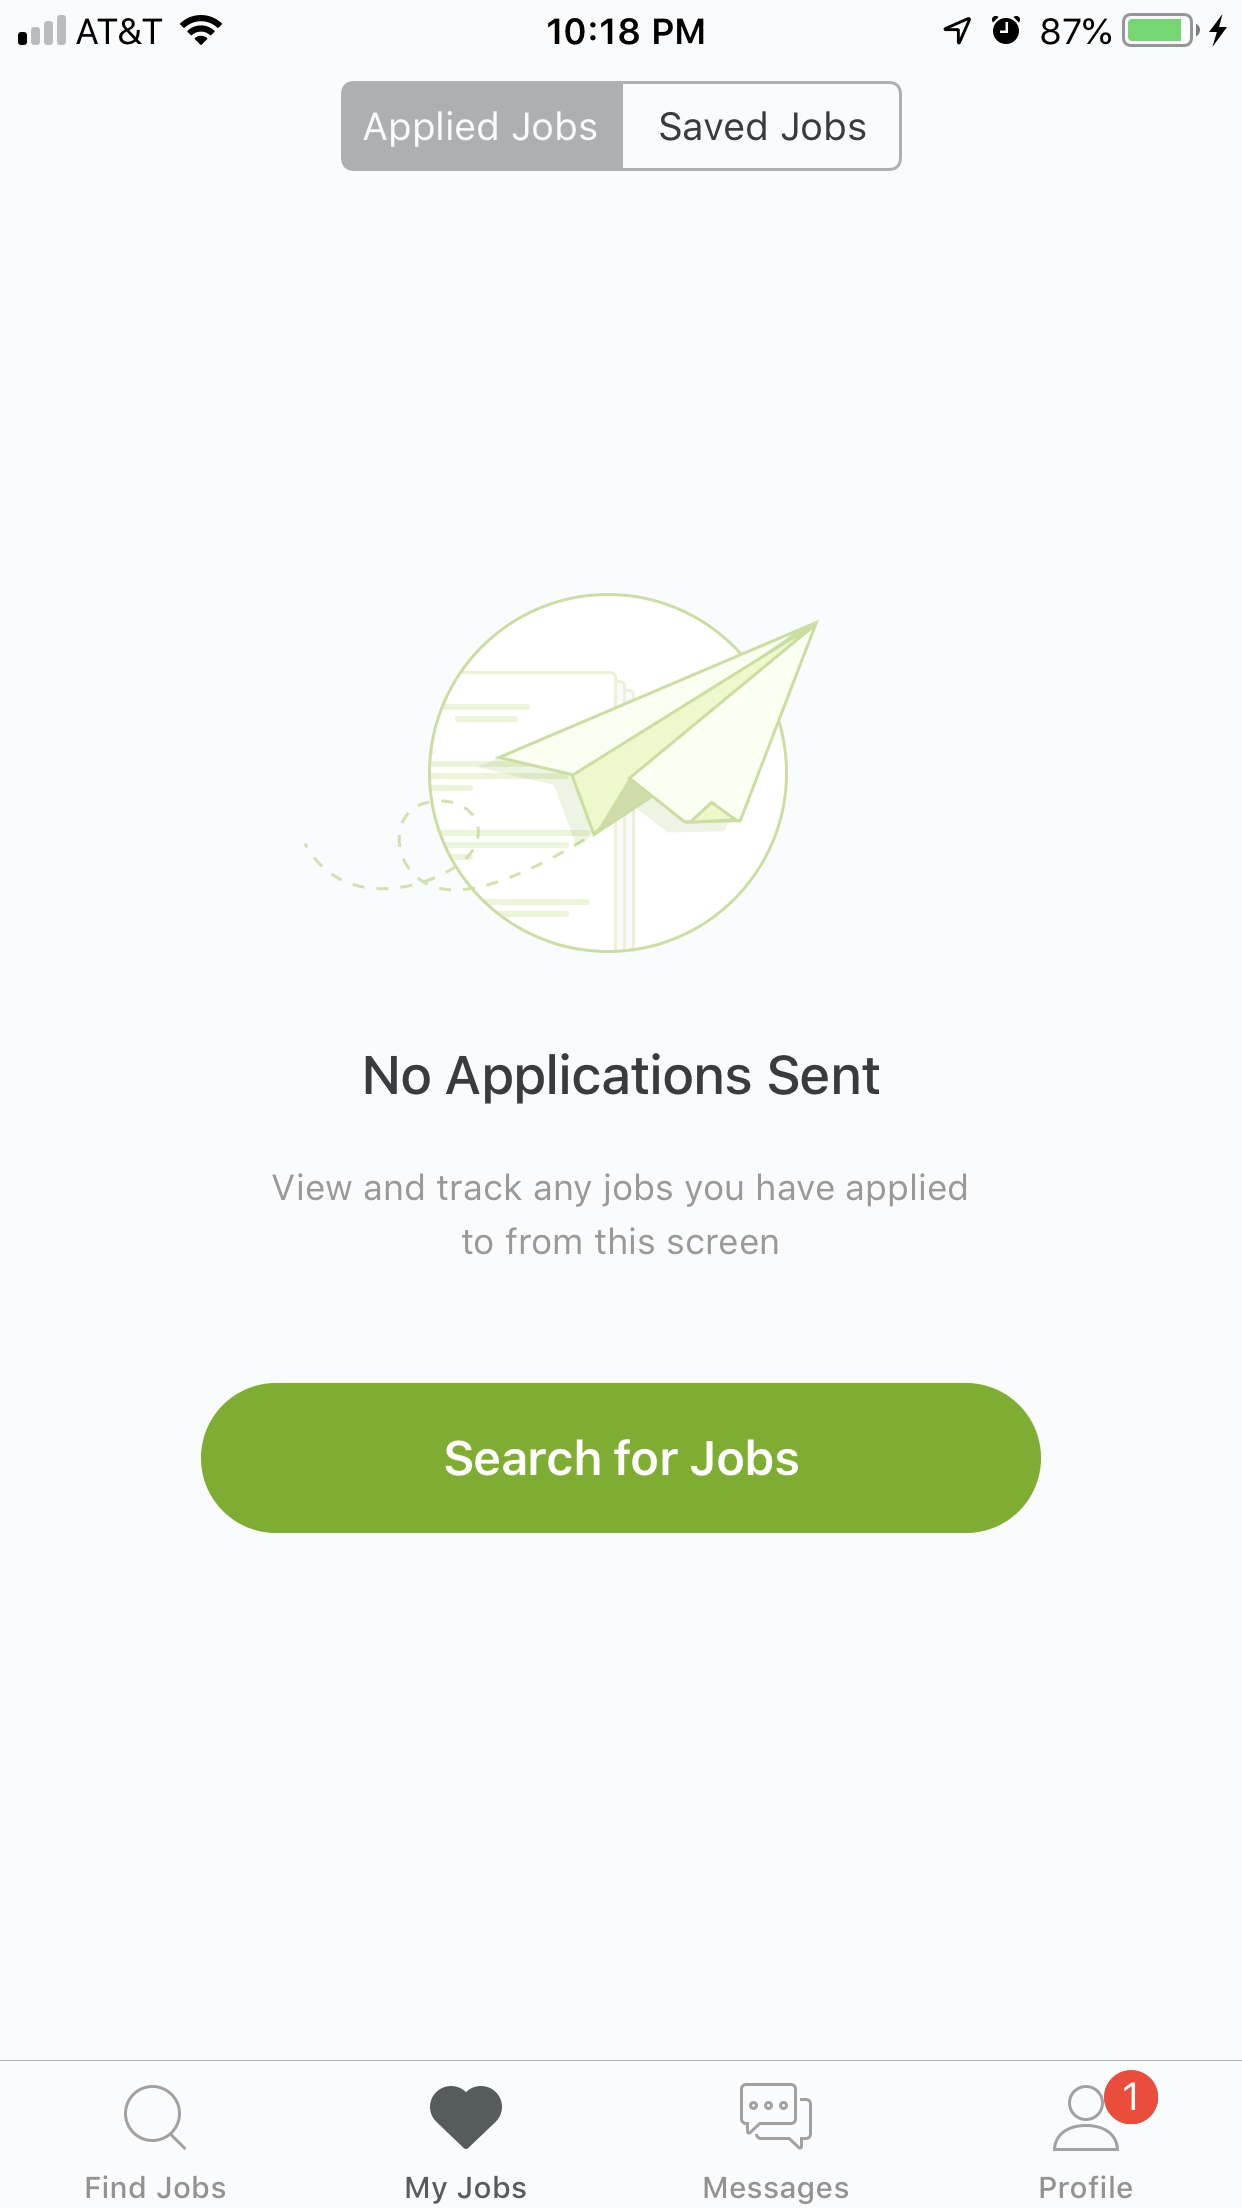 AT&T 10:18 PM 87%
Applied Jobs Saved Jobs
No Applications Sent
View and track any jobs you have applied
to from this screen
Search for Jobs
1
Find Jobs My Jobs Messages Profile